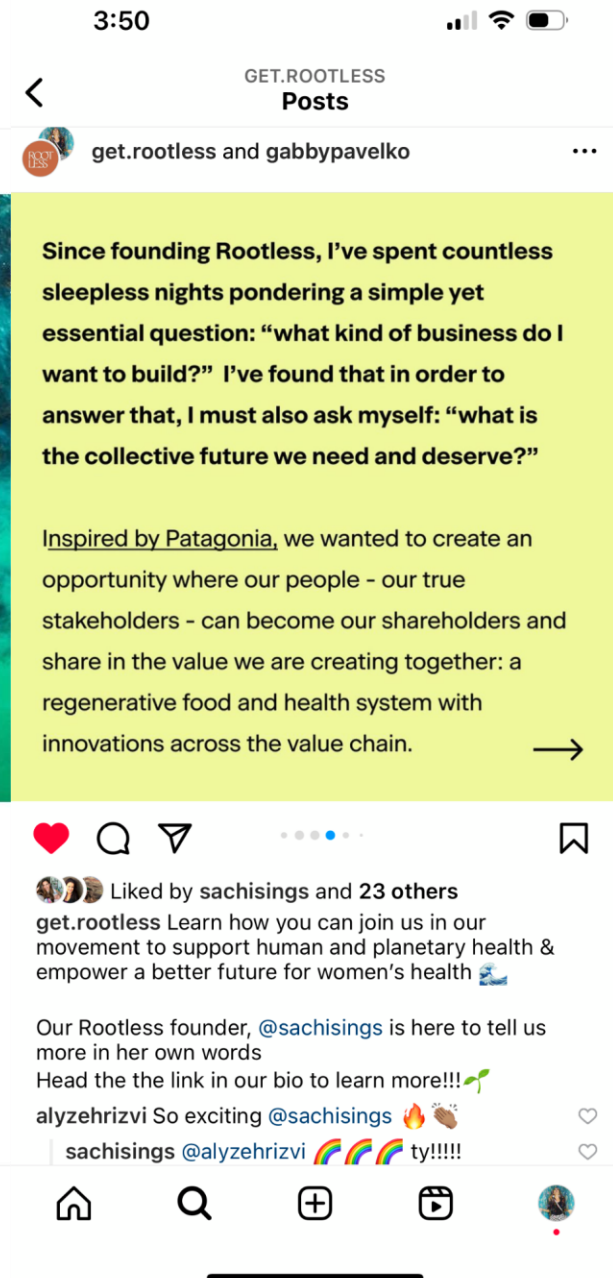 3:50
GET.ROOTLESS
Posts
ROOT
LESS
get.rootless and gabbypavelko
Since founding Rootless, I’ve spent countless
sleepless nights pondering a simple yet
essential question: “what kind of business do I
want to build?”  I’ve found that in order to
answer that, I must also ask myself: “what is
the collective future we need and deserve?”
Inspired by Patagonia, we wanted to create an
opportunity where our people - our true
stakeholders - can become our shareholders and
share in the value we are creating together: a
regenerative food and health system with
innovations across the value chain.
Liked by sachisings and 23 others
get.rootless Learn how you can join us in our
movement to support human and planetary health &
empower a better future for women’s health 🌊
Our Rootless founder, @sachisings is here to tell us
more in her own words
Head the the link in our bio to learn more!!!🌱
alyzehrizvi So exciting @sachisings 🔥 👏🏽
sachisings @alyzehrizvi 🌈🌈🌈 ty!!!!!